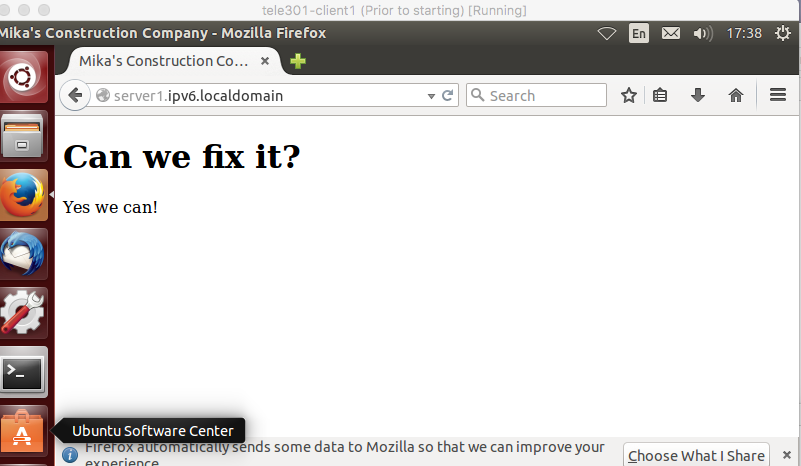 tele301-client1 (Prior to starting) [Running]
Mika's Construction Company - Mozilla Firefox
En
17:38
Mika's Construction Co...
server1.ipv6.localdomain
Search
Can we fix it?
Yes we can!
Ubuntu Software Center
Firefox automatically sends some data to Mozilla so that we can improve your
experience
Choose What I Share